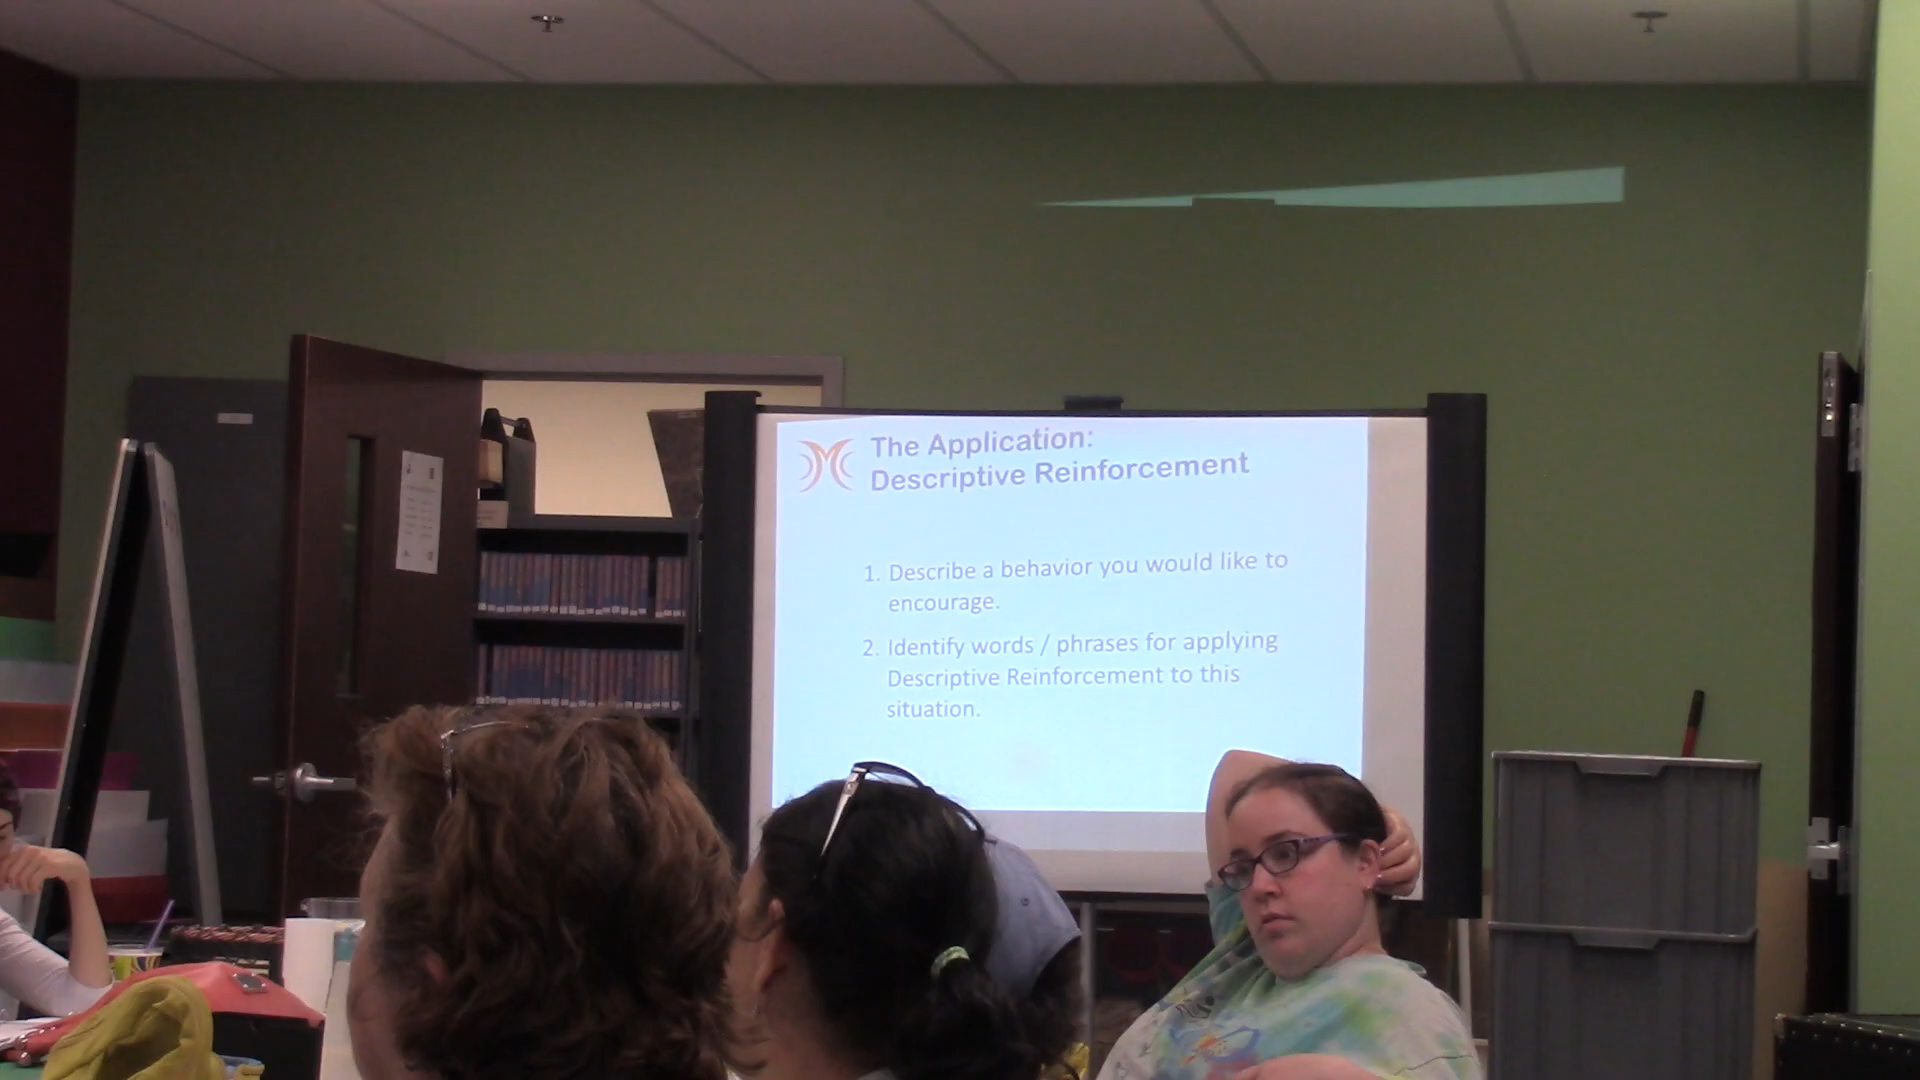 The Application:
Descriptive Reinforcement
1. Describe a behavior you would like to
encourage.
2. Identify words / phrases for applying
Descriptive Reinforcement to this
situation.